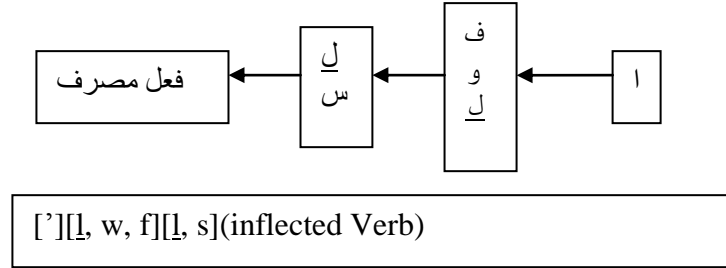 ا
ف
و
ل
ل
س
فعل مصرف
[’][l, w, f][l, s](inflected Verb)